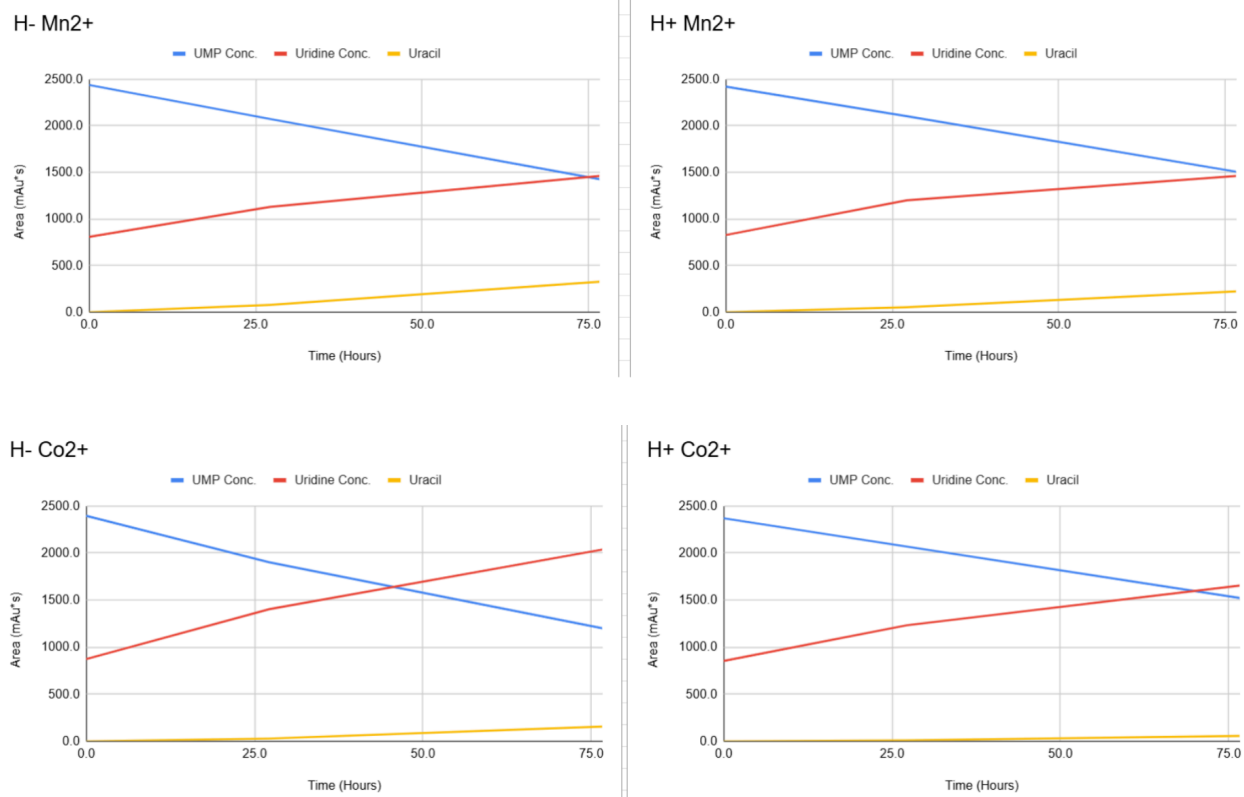 H- Mn2+
UMP Conc. Uridine Conc. Uracil
2500.0
2000.0
1500.0
1000.0
500.0
0.0
Area (mAu*s)
0.0 25.0 50.0 75.0
Time (Hours)
H+ Mn2+
UMP Conc. Uridine Conc. Uracil
2500.0
2000.0
1500.0
1000.0
500.0
0.0
Area (mAu*s)
0.0 25.0 50.0 75.0
Time (Hours)
H- Co2+
UMP Conc. Uridine Conc. Uracil
2500.0
2000.0
1500.0
1000.0
500.0
0.0
Area (mAu*s)
0.0 25.0 50.0 75.0
Time (Hours)
H+ Co2+
UMP Conc. Uridine Conc. Uracil
2500.0
2000.0
1500.0
1000.0
500.0
0.0
Area (mAu*s)
0.0 25.0 50.0 75.0
Time (Hours)